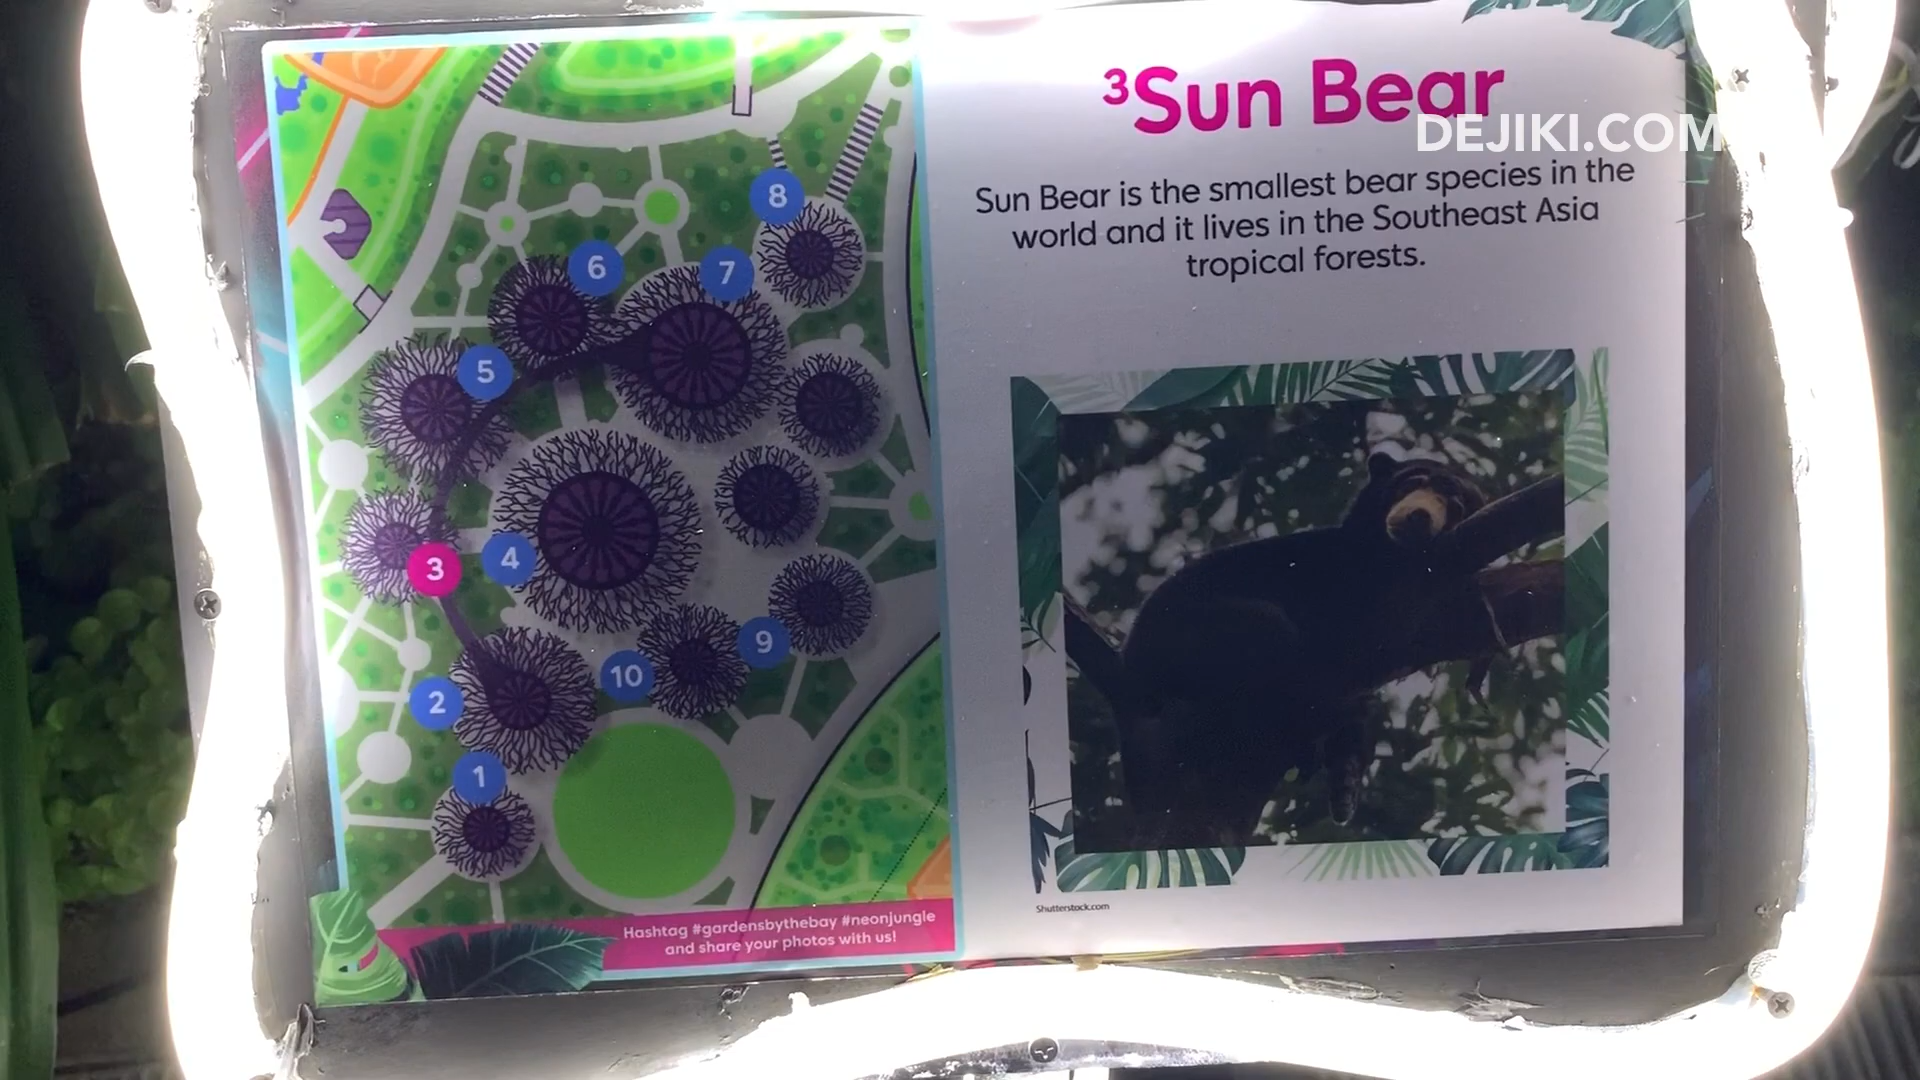 ³Sun Bear
DEJIKI.COM
Sun Bear is the smallest bear species in the
world and it lives in the Southeast Asia
tropical forests.
8
6
7
5
3
4
9
10
2
1
Shutterstock.com
Hashtag #gardensbythebay #neonjungle
and share your photos with us!